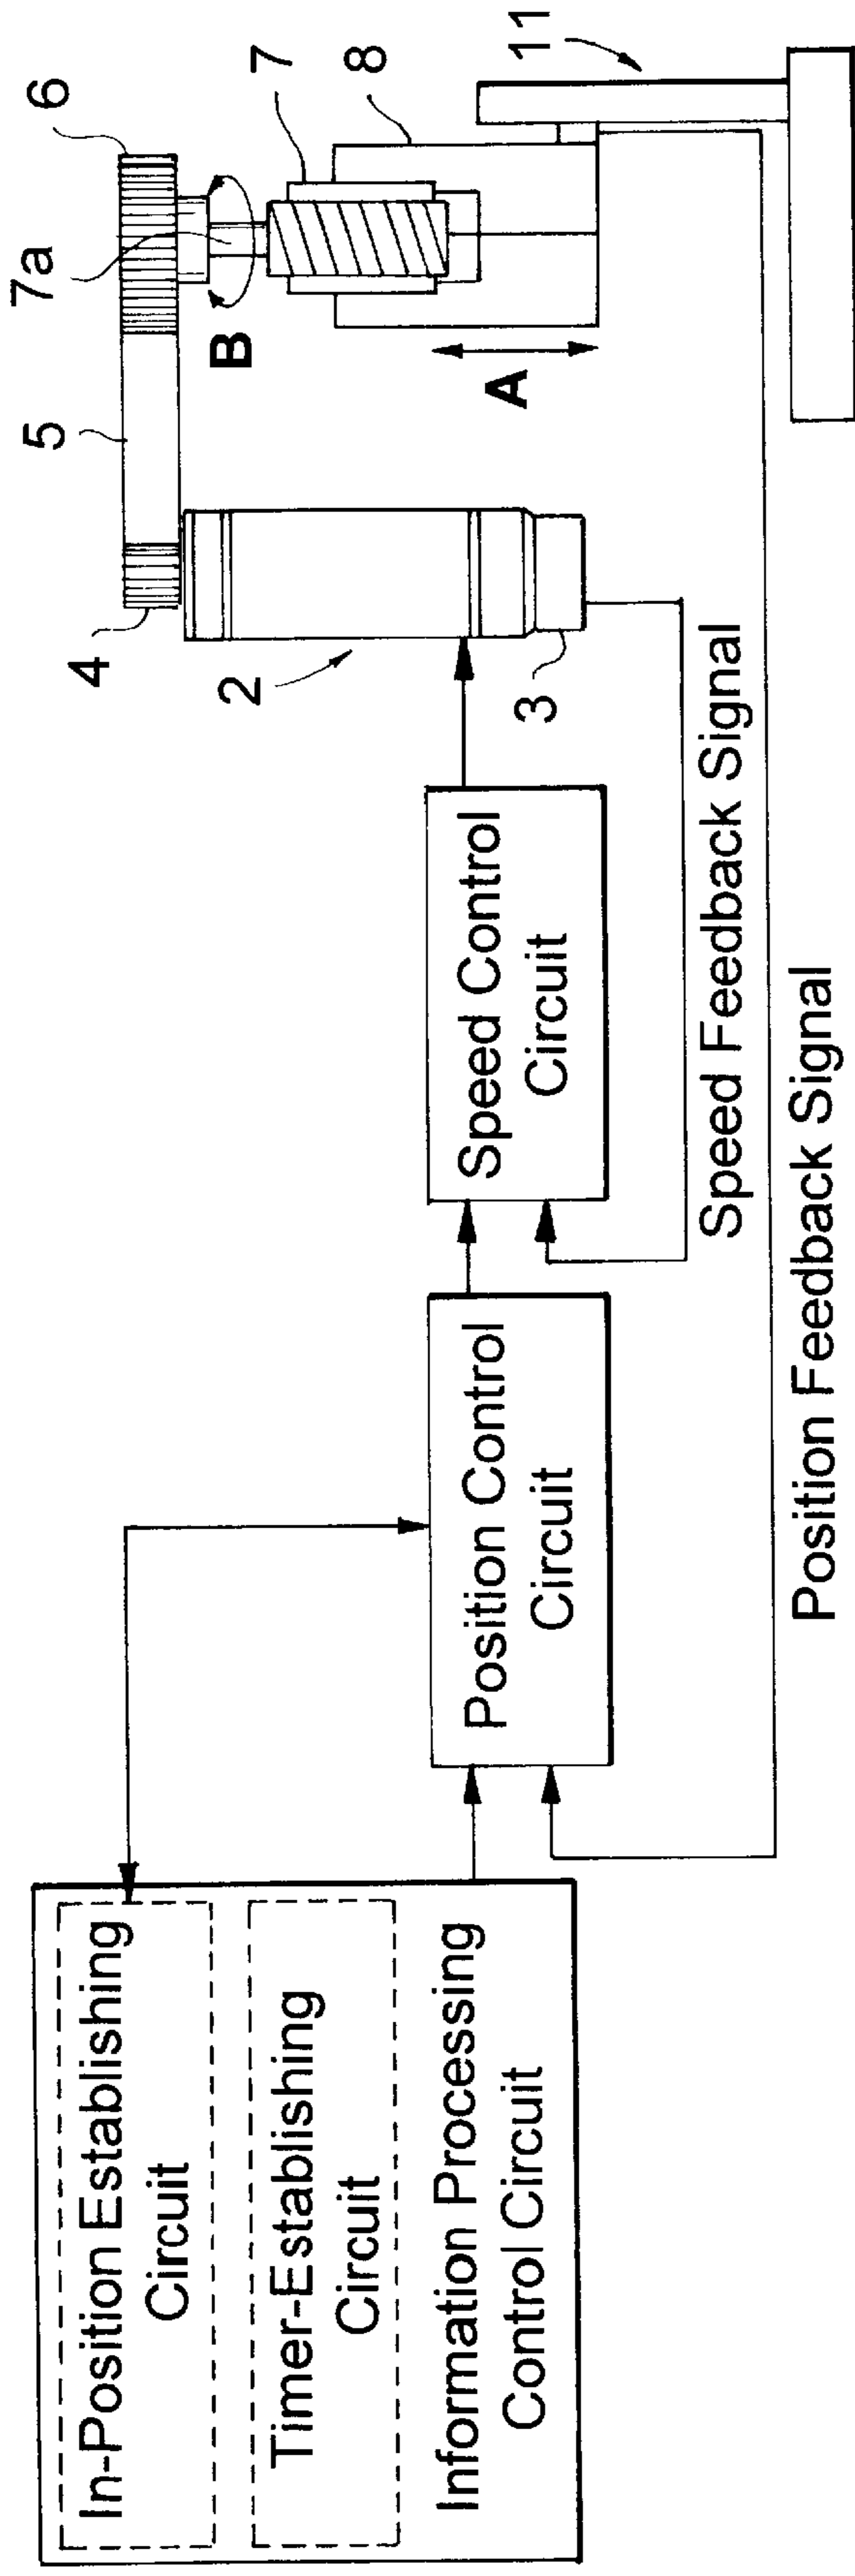 In-Position Establishing
Circuit
Timer-Establishing
Circuit
Information Processing
Control Circuit
Position Control
Circuit
Speed Control
Circuit
Speed Feedback Signal
Position Feedback Signal
2
3
4
5
6
7a
7
8
11
A
B